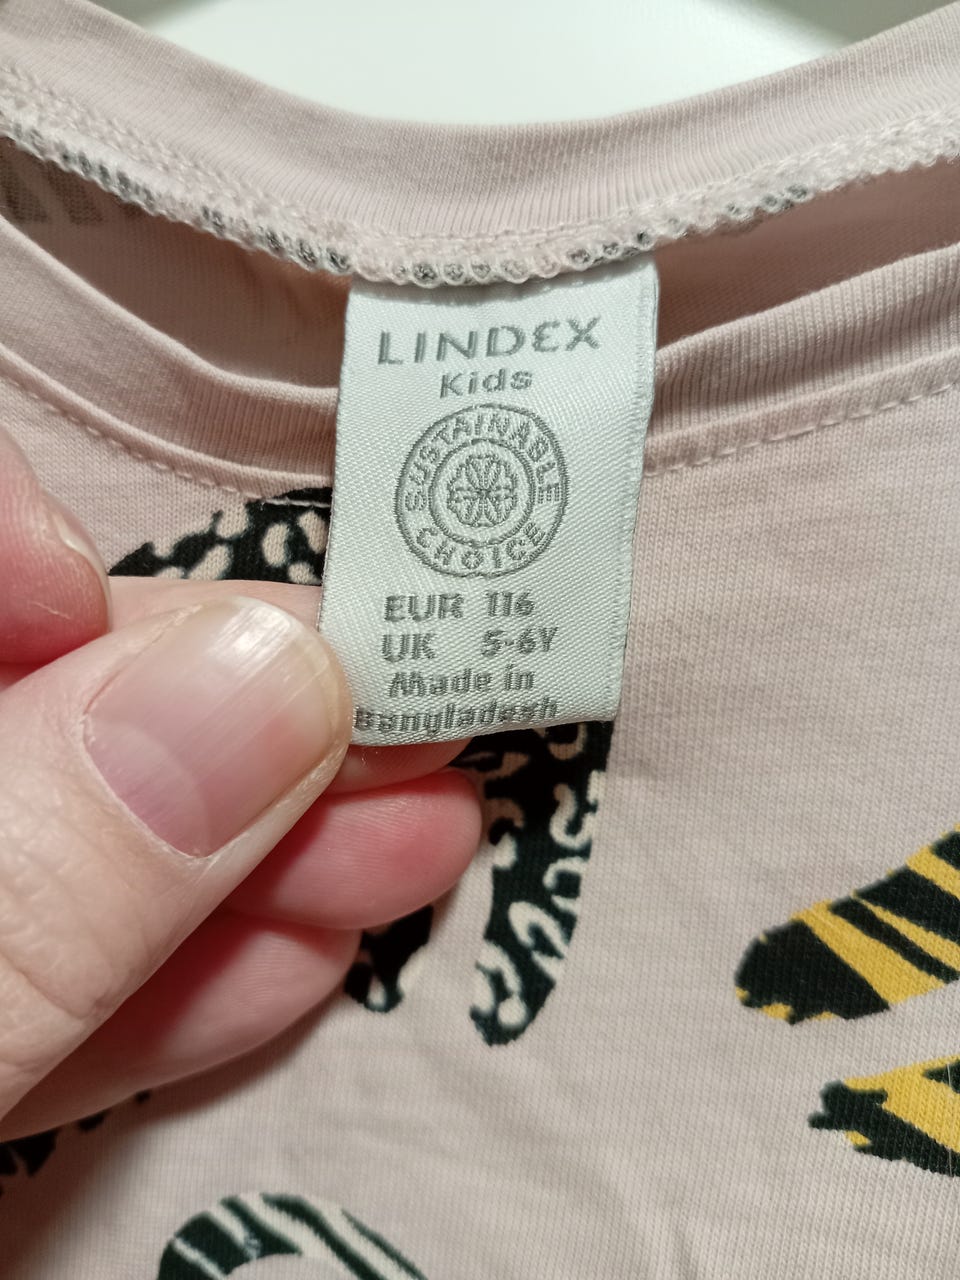 LINDEX
Kids
SUSTAINABLE
CHOICE
EUR 116
UK 5-6Y
Made in
Bangladesh